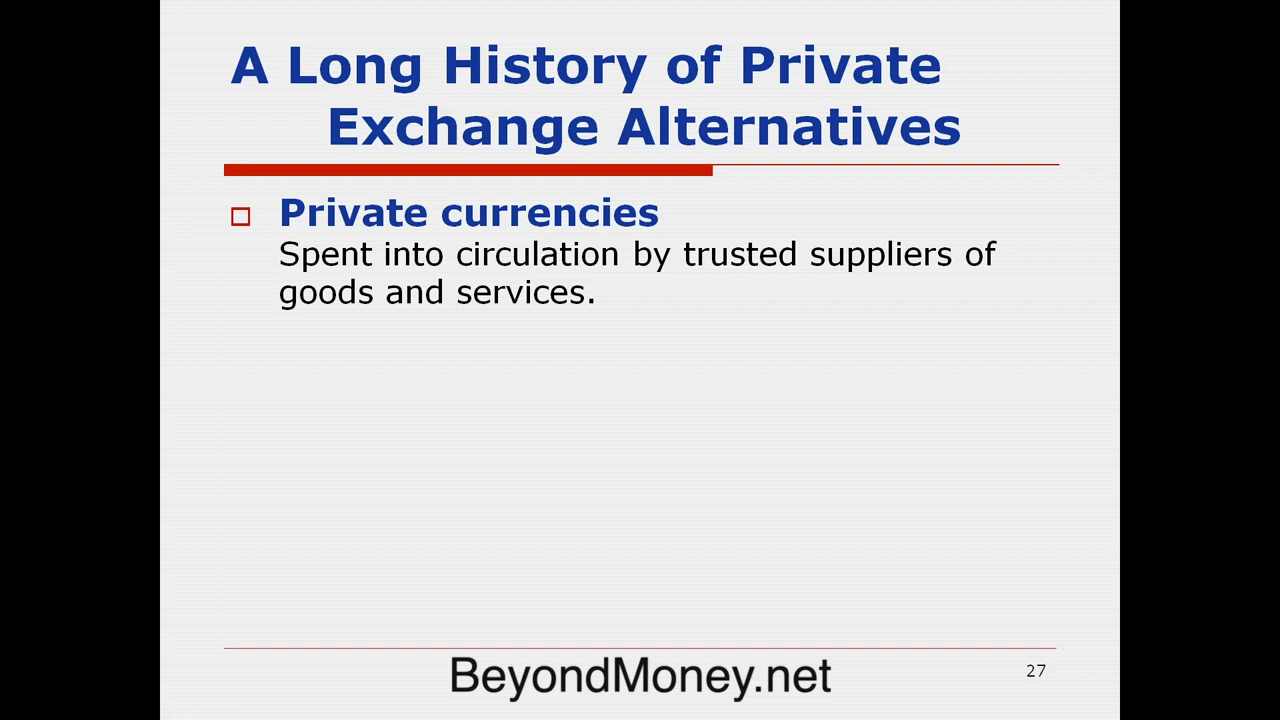 A Long History of Private
Exchange Alternatives
Private currencies
Spent into circulation by trusted suppliers of
goods and services.
BeyondMoney.net
27